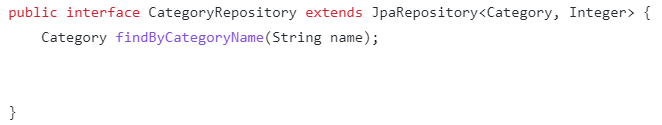 public interface CategoryRepository extends JpaRepository<Category, Integer> {
    Category findByCategoryName(String name);
}